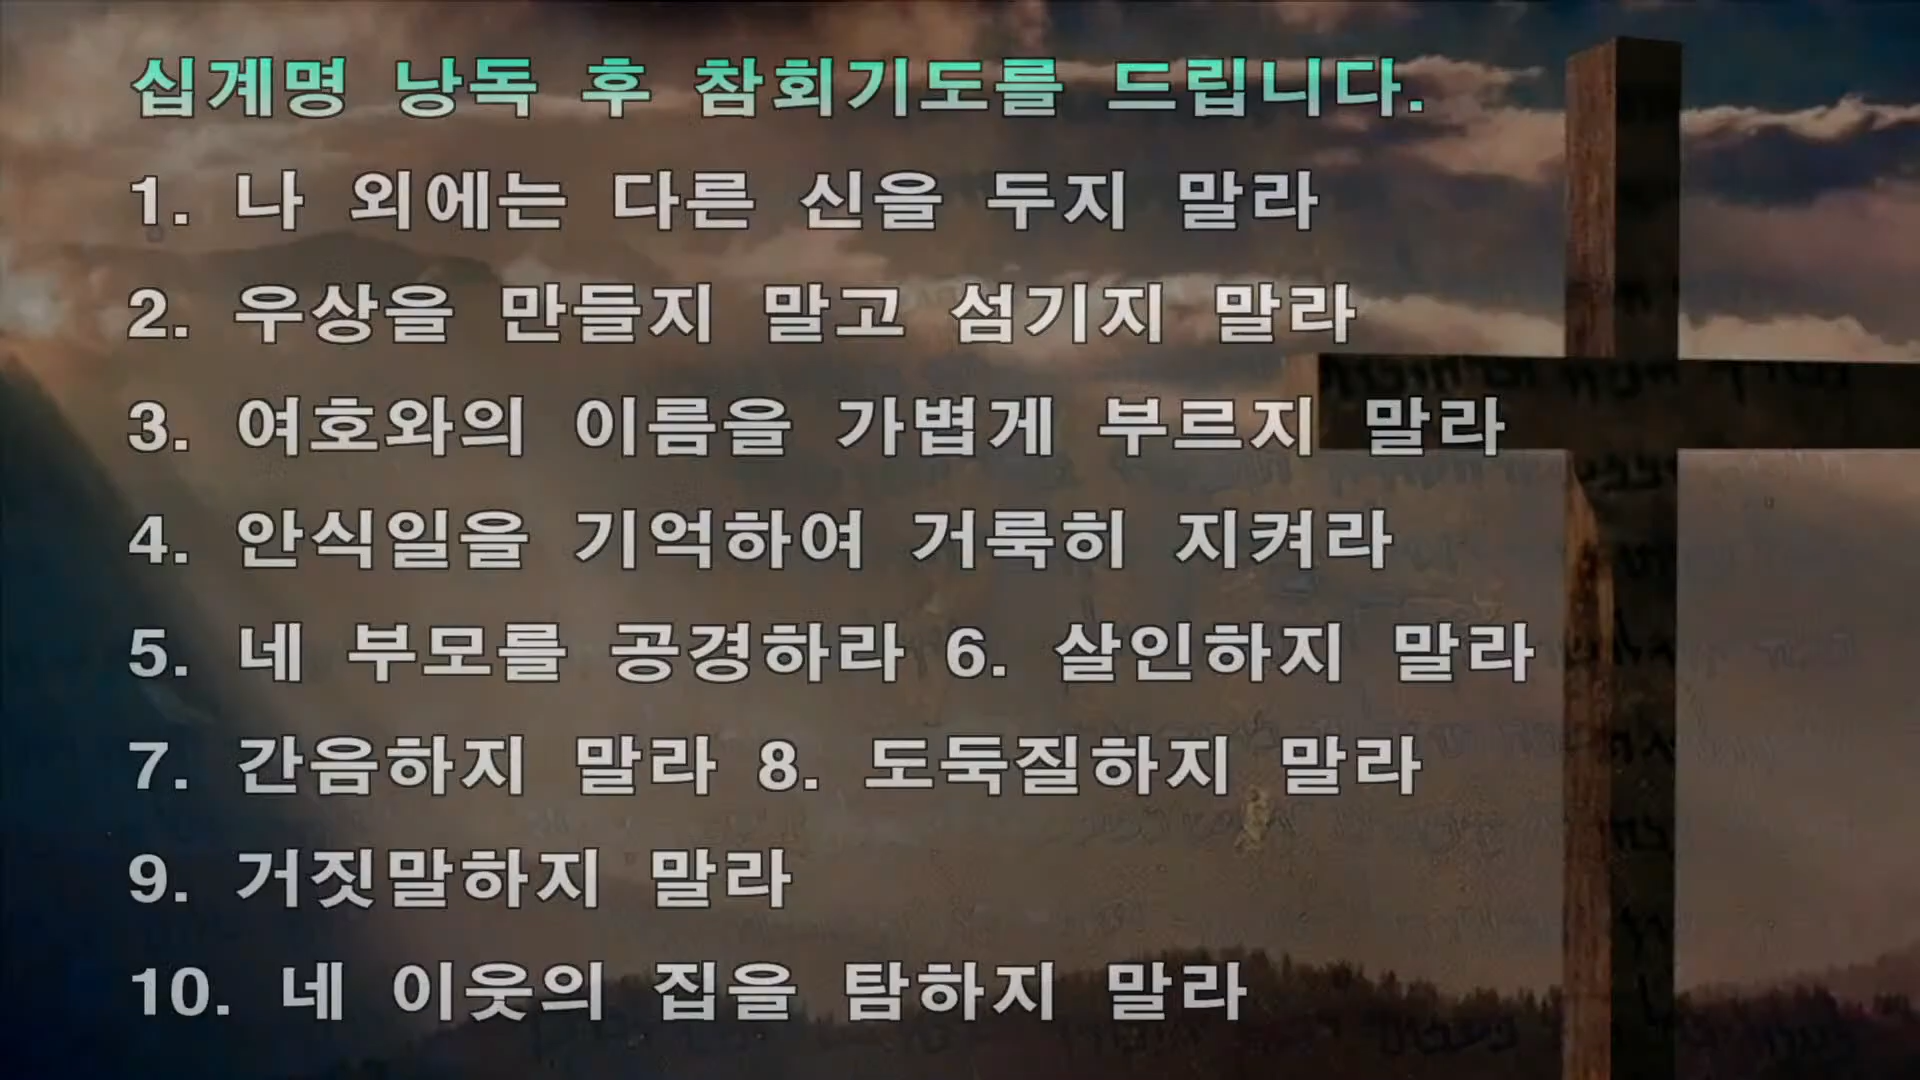 십계명 낭독 후 참회기도를 드립니다.
1. 나 외에는 다른 신을 두지 말라
2. 우상을 만들지 말고 섬기지 말라
3. 여호와의 이름을 가볍게 부르지 말라
4. 안식일을 기억하여 거룩히 지켜라
5. 네 부모를 공경하라 6. 살인하지 말라
7. 간음하지 말라 8. 도둑질하지 말라
9. 거짓말하지 말라
10. 네 이웃의 집을 탐하지 말라